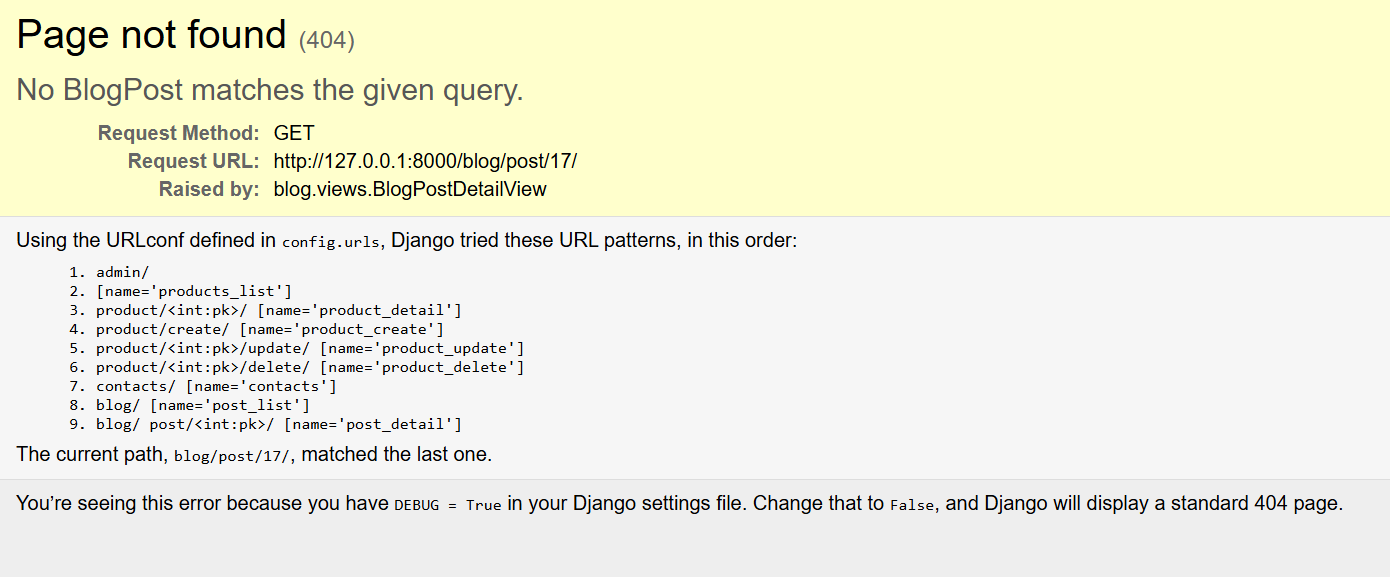 Page not found (404)
No BlogPost matches the given query.
Request Method: GET
Request URL: http://127.0.0.1:8000/blog/post/17/
Raised by: blog.views.BlogPostDetailView
Using the URLconf defined in config.urls, Django tried these URL patterns, in this order:
1. admin/
2. [name='products_list']
3. product/<int:pk>/ [name='product_detail']
4. product/create/ [name='product_create']
5. product/<int:pk>/update/ [name='product_update']
6. product/<int:pk>/delete/ [name='product_delete']
7. contacts/ [name='contacts']
8. blog/ [name='post_list']
9. blog/ post/<int:pk>/ [name='post_detail']
The current path, blog/post/17/, matched the last one.
You’re seeing this error because you have DEBUG = True in your Django settings file. Change that to False, and Django will display a standard 404 page.